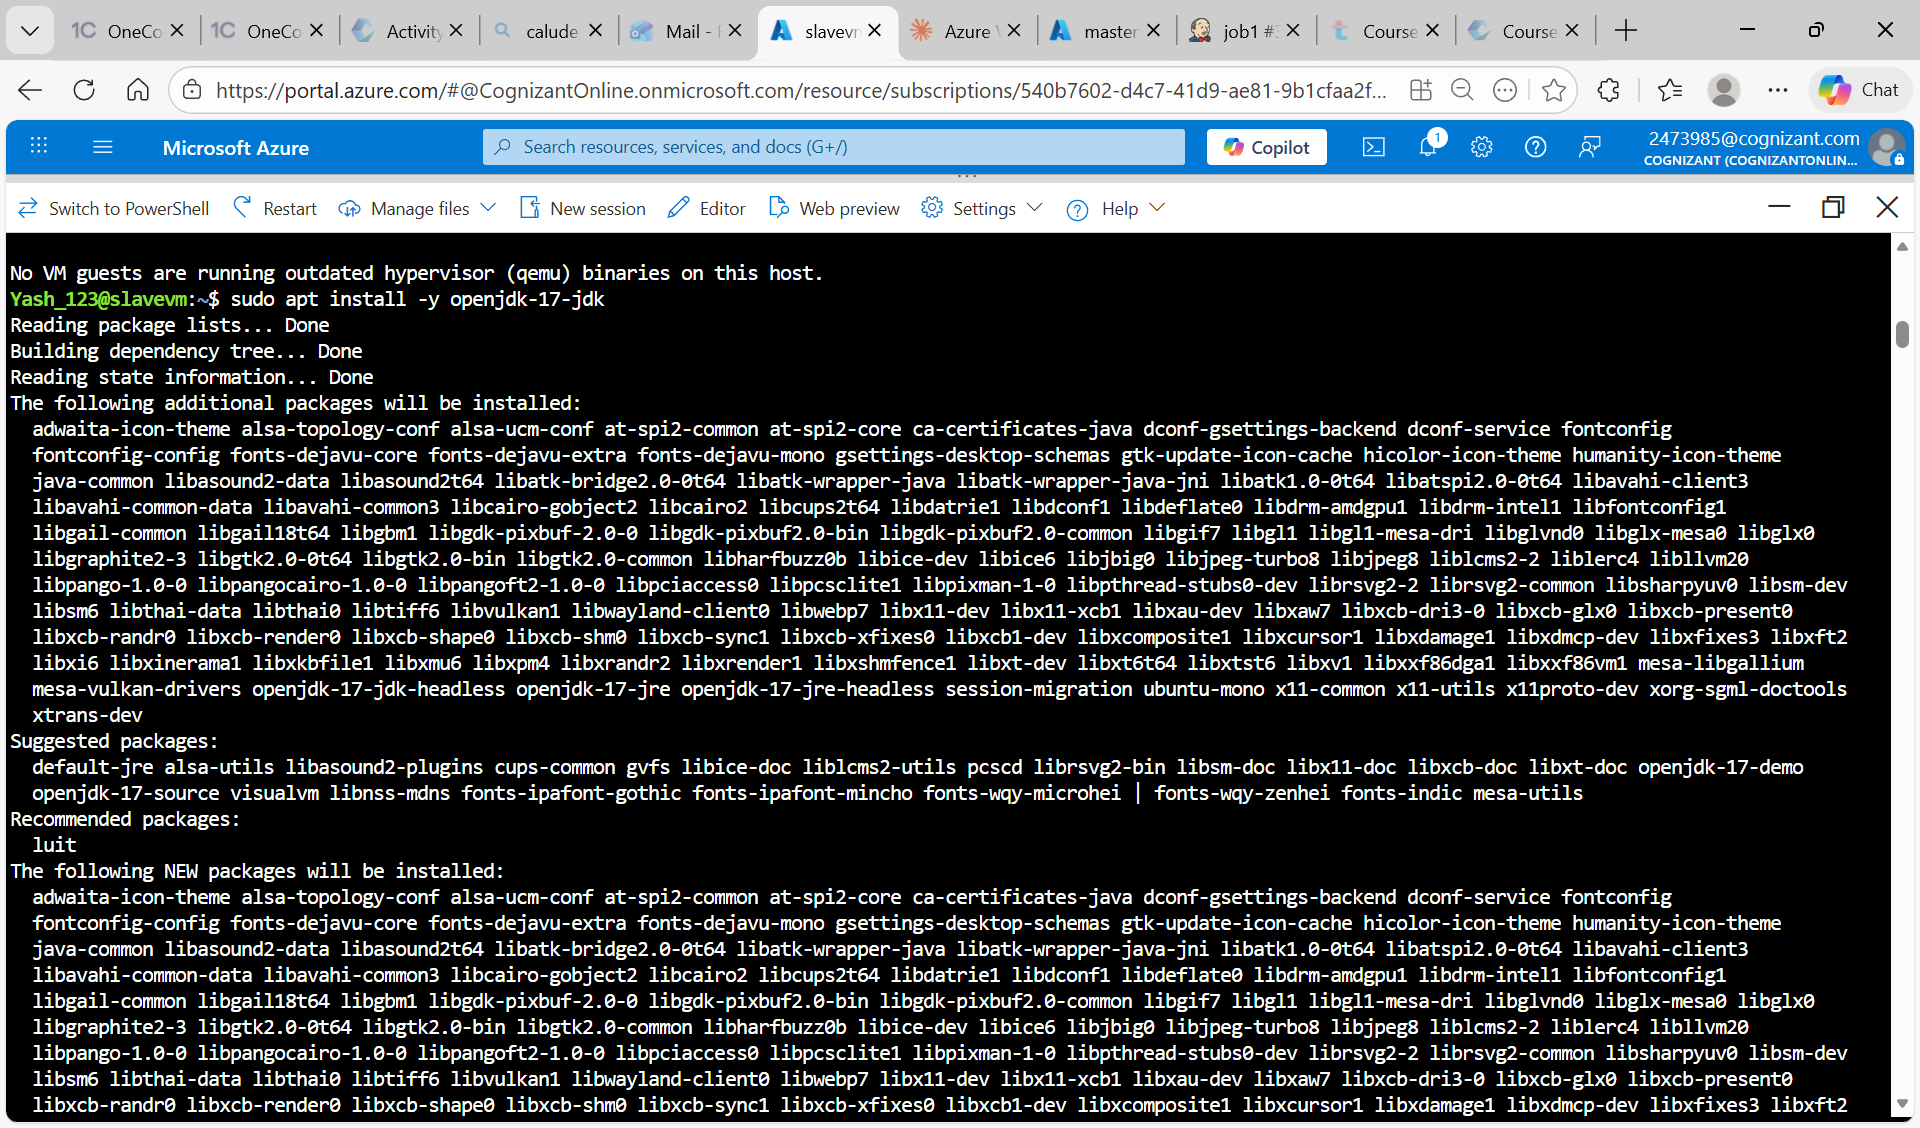 OneCo
OneCo
Activity
calude
Mail -
slavevn
Azure
master
job1 #
Course
Course
https://portal.azure.com/#@CognizantOnline.onmicrosoft.com/resource/subscriptions/540b7602-d4c7-41d9-ae81-9b1cfaa2f...
Chat
Microsoft Azure
Search resources, services, and docs (G+/)
Copilot
1
2473985@cognizant.com
COGNIZANT (COGNIZANTONLIN...
Switch to PowerShell
Restart
Manage files
New session
Editor
Web preview
Settings
Help
No VM guests are running outdated hypervisor (qemu) binaries on this host.
Yash_123@slavevm:~$ sudo apt install -y openjdk-17-jdk
Reading package lists... Done
Building dependency tree... Done
Reading state information... Done
The following additional packages will be installed:
adwaita-icon-theme alsa-topology-conf alsa-ucm-conf at-spi2-common at-spi2-core ca-certificates-java dconf-gsettings-backend dconf-service fontconfig
fontconfig-config fonts-dejavu-core fonts-dejavu-extra fonts-dejavu-mono gsettings-desktop-schemas gtk-update-icon-cache hicolor-icon-theme humanity-icon-theme
java-common libasound2-data libasound2t64 libatk-bridge2.0-0t64 libatk-wrapper-java libatk-wrapper-java-jni libatk1.0-0t64 libatspi2.0-0t64 libavahi-client3
libavahi-common-data libavahi-common3 libcairo-gobject2 libcairo2 libcups2t64 libdatrie1 libdconf1 libdeflate0 libdrm-amdgpu1 libdrm-intel1 libfontconfig1
libgail-common libgail18t64 libgbm1 libgdk-pixbuf-2.0-0 libgdk-pixbuf2.0-bin libgdk-pixbuf2.0-common libgif7 libgl1 libgl1-mesa-dri libglvnd0 libglx-mesa0 libglx0
libgraphite2-3 libgtk2.0-0t64 libgtk2.0-bin libgtk2.0-common libharfbuzz0b libice-dev libice6 libjbig0 libjpeg-turbo8 libjpeg8 liblcms2-2 liblerc4 libllvm20
libpango-1.0-0 libpangocairo-1.0-0 libpangoft2-1.0-0 libpciaccess0 libpcsclite1 libpixman-1-0 libpthread-stubs0-dev librsvg2-2 librsvg2-common libsharpyuv0 libsm-dev
libsm6 libthai-data libthai0 libtiff6 libvulkan1 libwayland-client0 libwebp7 libx11-dev libx11-xcb1 libxau-dev libxaw7 libxcb-dri3-0 libxcb-glx0 libxcb-present0
libxcb-randr0 libxcb-render0 libxcb-shape0 libxcb-shm0 libxcb-sync1 libxcb-xfixes0 libxcb1-dev libxcomposite1 libxcursor1 libxdamage1 libxdmcp-dev libxfixes3 libxft2
libxi6 libxinerama1 libxkbfile1 libxmu6 libxpm4 libxrandr2 libxrender1 libxshmfence1 libxt-dev libxt6t64 libxtst6 libxv1 libxxf86dga1 libxxf86vm1 mesa-libgallium
mesa-vulkan-drivers openjdk-17-jdk-headless openjdk-17-jre openjdk-17-jre-headless session-migration ubuntu-mono x11-common x11-utils x11proto-dev xorg-sgml-doctools
xtrans-dev
Suggested packages:
default-jre alsa-utils libasound2-plugins cups-common gvfs libice-doc liblcms2-utils pcscd librsvg2-bin libsm-doc libx11-doc libxcb-doc libxt-doc openjdk-17-demo
openjdk-17-source visualvm libnss-mdns fonts-ipafont-gothic fonts-ipafont-mincho fonts-wqy-microhei | fonts-wqy-zenhei fonts-indic mesa-utils
Recommended packages:
luit
The following NEW packages will be installed:
adwaita-icon-theme alsa-topology-conf alsa-ucm-conf at-spi2-common at-spi2-core ca-certificates-java dconf-gsettings-backend dconf-service fontconfig
fontconfig-config fonts-dejavu-core fonts-dejavu-extra fonts-dejavu-mono gsettings-desktop-schemas gtk-update-icon-cache hicolor-icon-theme humanity-icon-theme
java-common libasound2-data libasound2t64 libatk-bridge2.0-0t64 libatk-wrapper-java libatk-wrapper-java-jni libatk1.0-0t64 libatspi2.0-0t64 libavahi-client3
libavahi-common-data libavahi-common3 libcairo-gobject2 libcairo2 libcups2t64 libdatrie1 libdconf1 libdeflate0 libdrm-amdgpu1 libdrm-intel1 libfontconfig1
libgail-common libgail18t64 libgbm1 libgdk-pixbuf-2.0-0 libgdk-pixbuf2.0-bin libgdk-pixbuf2.0-common libgif7 libgl1 libgl1-mesa-dri libglvnd0 libglx-mesa0 libglx0
libgraphite2-3 libgtk2.0-0t64 libgtk2.0-bin libgtk2.0-common libharfbuzz0b libice-dev libice6 libjbig0 libjpeg-turbo8 libjpeg8 liblcms2-2 liblerc4 libllvm20
libpango-1.0-0 libpangocairo-1.0-0 libpangoft2-1.0-0 libpciaccess0 libpcsclite1 libpixman-1-0 libpthread-stubs0-dev librsvg2-2 librsvg2-common libsharpyuv0 libsm-dev
libsm6 libthai-data libthai0 libtiff6 libvulkan1 libwayland-client0 libwebp7 libx11-dev libx11-xcb1 libxau-dev libxaw7 libxcb-dri3-0 libxcb-glx0 libxcb-present0
libxcb-randr0 libxcb-render0 libxcb-shape0 libxcb-shm0 libxcb-sync1 libxcb-xfixes0 libxcb1-dev libxcomposite1 libxcursor1 libxdamage1 libxdmcp-dev libxfixes3 libxft2